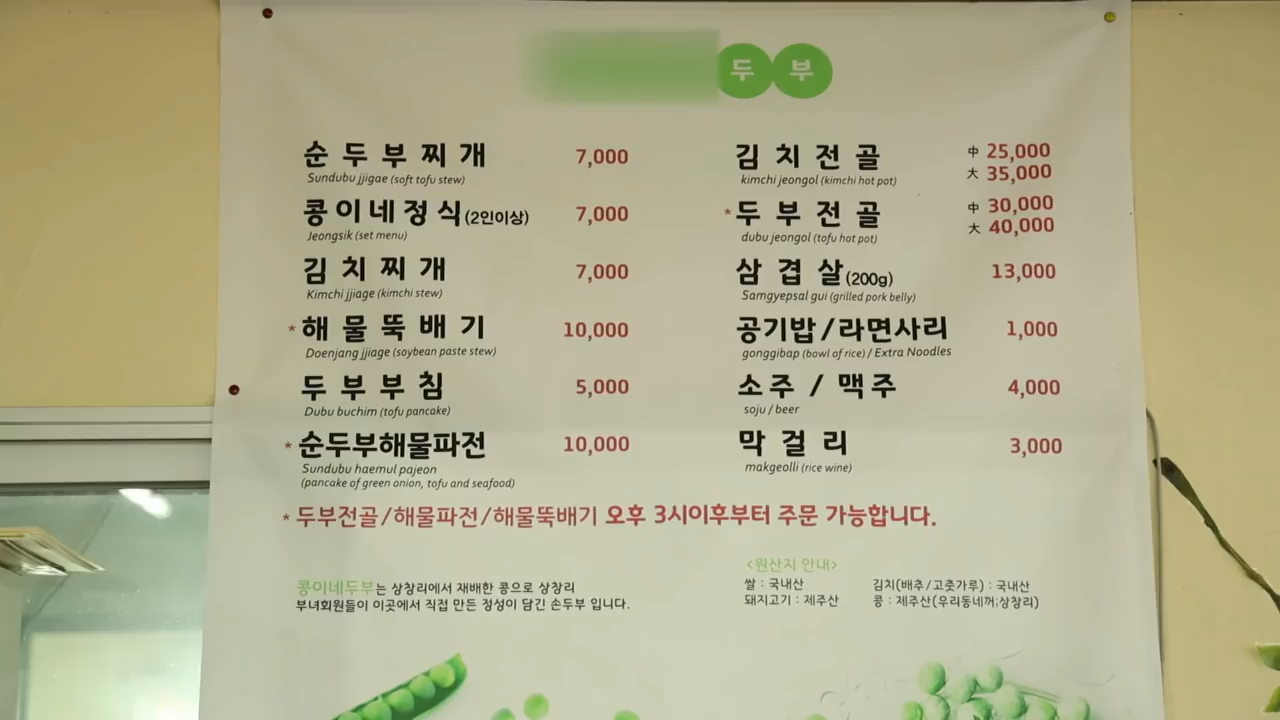 두부
순두부찌개 7,000
Sundubu jjigae (soft tofu stew)
콩이네정식(2인이상) 7,000
Jeongsik (set menu)
김치찌개 7,000
Kimchi jjiage (kimchi stew)
*해물뚝배기 10,000
Doenjang jjiage (soybean paste stew)
두부부침 5,000
Dubu buchim (tofu pancake)
*순두부해물파전 10,000
Sundubu haemul pajeon
(pancake of green onion, tofu and seafood)
김치전골 中 25,000
大 35,000
kimchi jeongol (kimchi hot pot)
*두부전골 中 30,000
大 40,000
dubu jeongol (tofu hot pot)
삼겹살(200g) 13,000
Samgyepsal gui (grilled pork belly)
공기밥/라면사리 1,000
gonggibap (bowl of rice) / Extra Noodles
소주 / 맥주 4,000
soju / beer
막걸리 3,000
makgeolli (rice wine)
*두부전골/해물파전/해물뚝배기 오후 3시이후부터 주문 가능합니다.
콩이네두부는 상창리에서 재배한 콩으로 상창리
부녀회원들이 이곳에서 직접 만든 정성이 담긴 손두부 입니다.
<원산지 안내>
쌀 : 국내산 김치(배추/고춧가루) : 국내산
돼지고기 : 제주산 콩 : 제주산(우리동네꺼;상창리)